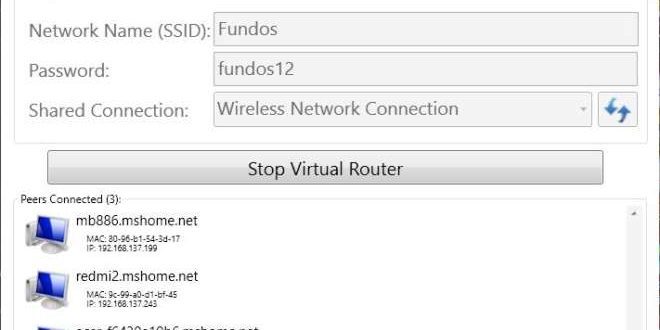 Network Name (SSID): Fundos
Password: fundos12
Shared Connection: Wireless Network Connection
Stop Virtual Router
Peers Connected (3):
mb886.mshome.net
MAC: 80-96-b1-54-3d-17
IP: 192.168.137.199
redmi2.mshome.net
MAC: 9c-99-a0-d1-bf-45
IP: 192.168.137.243